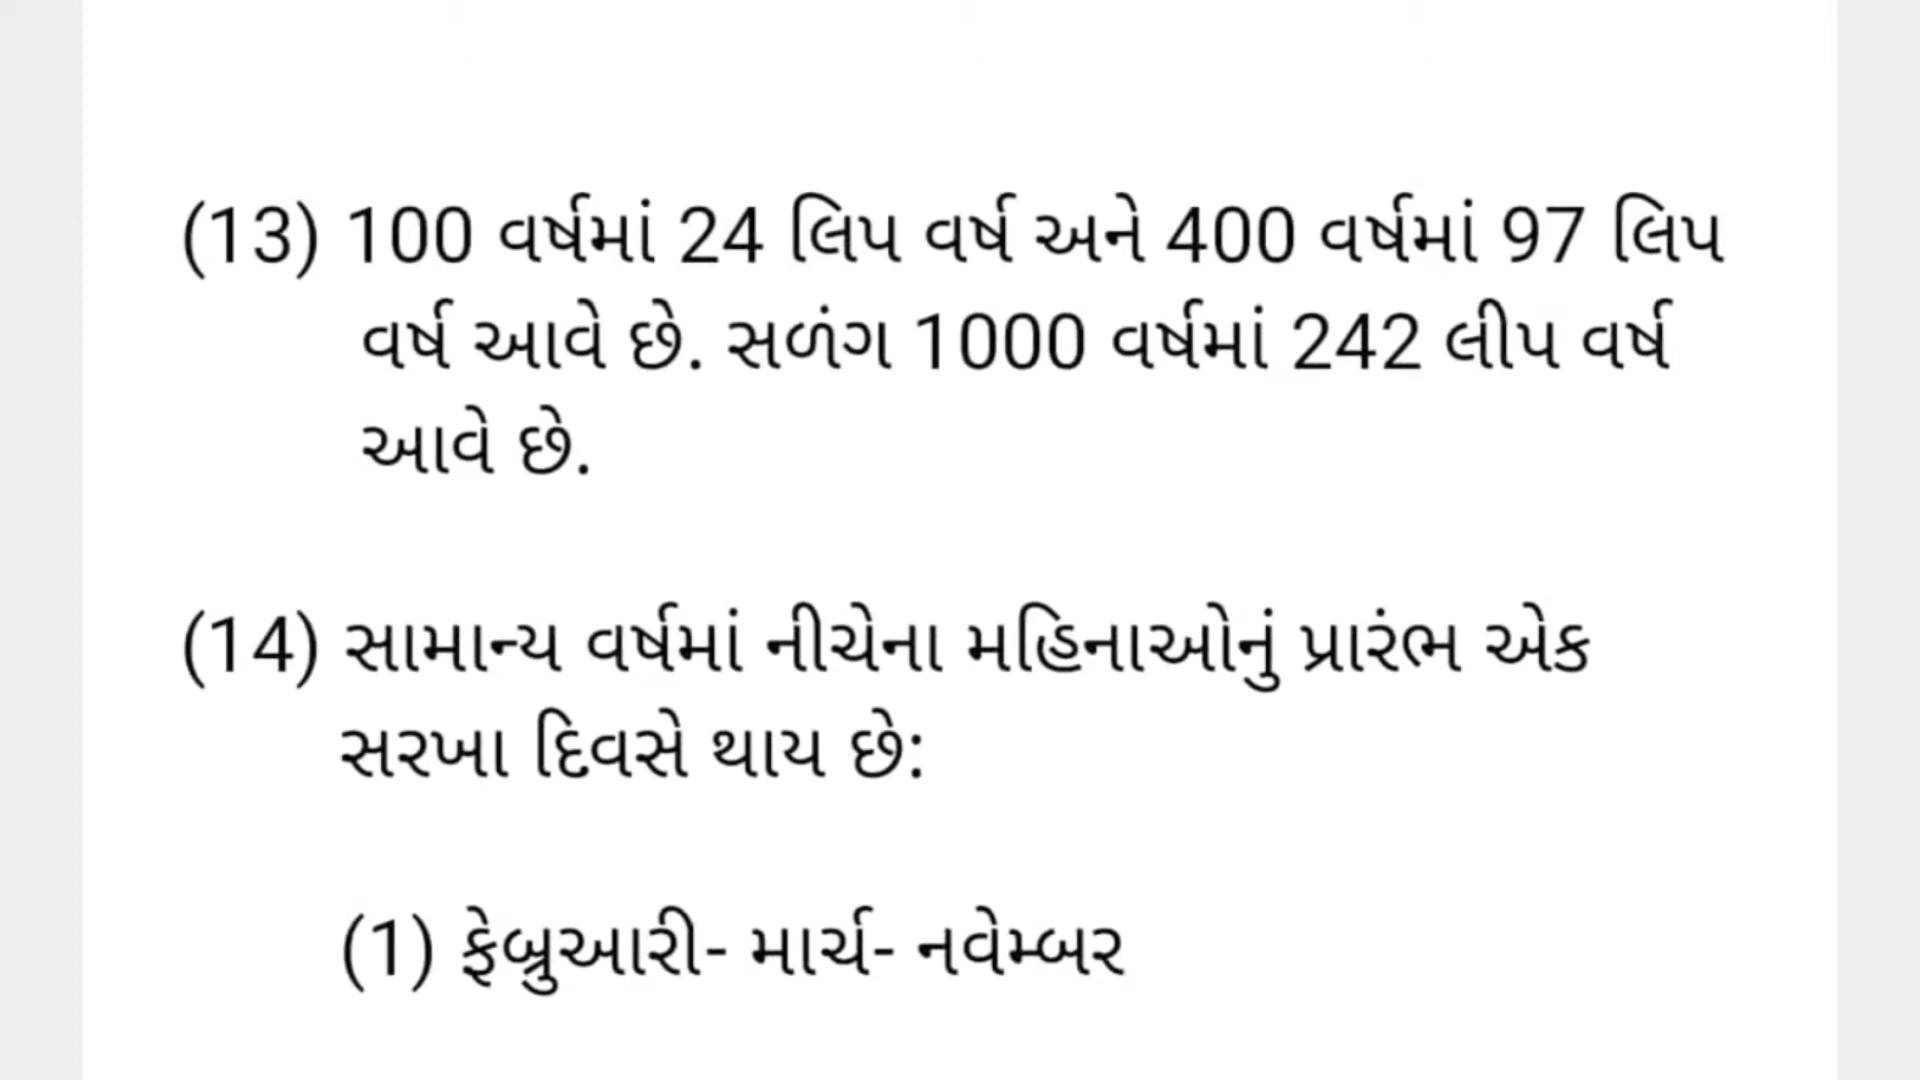 (13) 100 વર્ષમાં 24 લિપ વર્ષ અને 400 વર્ષમાં 97 લિપ
વર્ષ આવે છે. સળંગ 1000 વર્ષમાં 242 લીપ વર્ષ
આવે છે.
(14) સામાન્ય વર્ષમાં નીચેના મહિનાઓનું પ્રારંભ એક
સરખા દિવસે થાય છે:
(1) ફેબ્રુઆરી- માર્ચ- નવેમ્બર